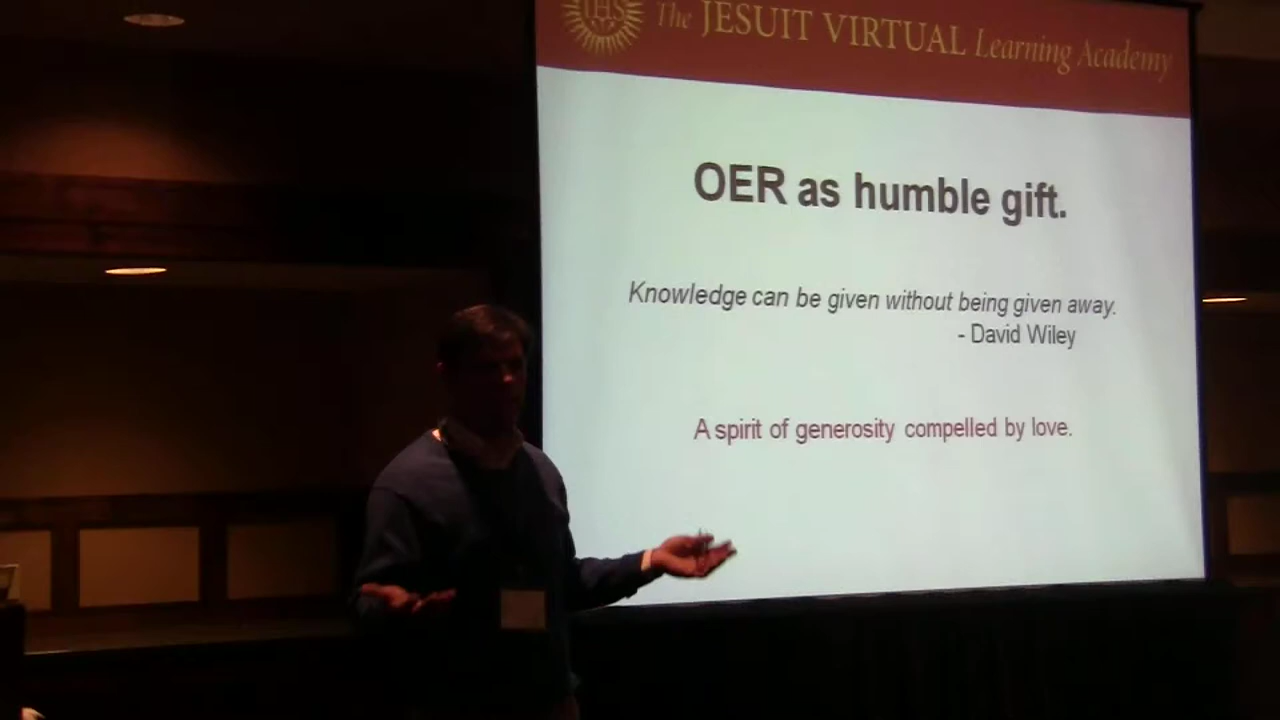 IHS
The JESUIT VIRTUAL Learning Academy
OER as humble gift.
Knowledge can be given without being given away.
- David Wiley
A spirit of generosity compelled by love.